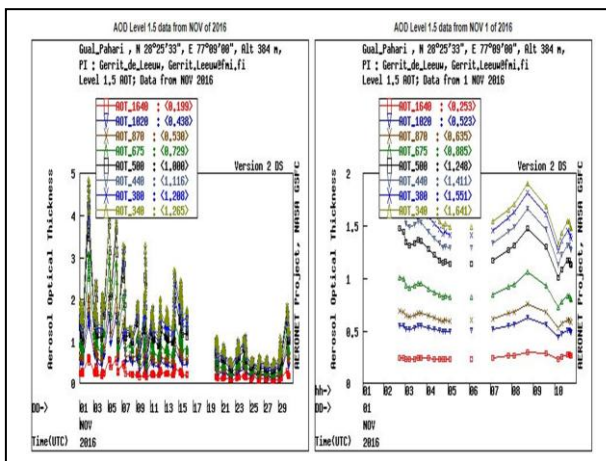 AOD Level 1.5 data from NOV of 2016
Gual_Pahari , N 28°25'33", E 77°09'00", Alt 384 m,
PI : Gerrit_de_Leeuw, Gerrit.Leeuw@fmi.fi
Level 1.5 AOT; Data from NOV 2016
AOT_1640 : <0.199>
AOT_1020 : <0.438>
AOT_870 : <0.530>
AOT_675 : <0.729>
AOT_500 : <1.000>
AOT_440 : <1.116>
AOT_380 : <1.208>
AOT_340 : <1.265>
Version 2 DS
Aerosol Optical Thickness
AERONET Project, NASA GSFC
5
4
3
2
1
0
DD->
01 03 05 07 09 11 13 15 17 19 21 23 25 27 29
NOV
Time(UTC) 2016
AOD Level 1.5 data from NOV 1 of 2016
Gual_Pahari , N 28°25'33", E 77°09'00", Alt 384 m,
PI : Gerrit_de_Leeuw, Gerrit.Leeuw@fmi.fi
Level 1.5 AOT; Data from 1 NOV 2016
AOT_1640 : <0.253>
AOT_1020 : <0.523>
AOT_870 : <0.635>
AOT_675 : <0.885>
AOT_500 : <1.248>
AOT_440 : <1.411>
AOT_380 : <1.551>
AOT_340 : <1.641>
Version 2 DS
Aerosol Optical Thickness
AERONET Project, NASA GSFC
2
1.5
1
0.5
0
hh-> 01 02 03 04 05 06 07 08 09 10
DD-> 01
NOV
Time(UTC) 2016